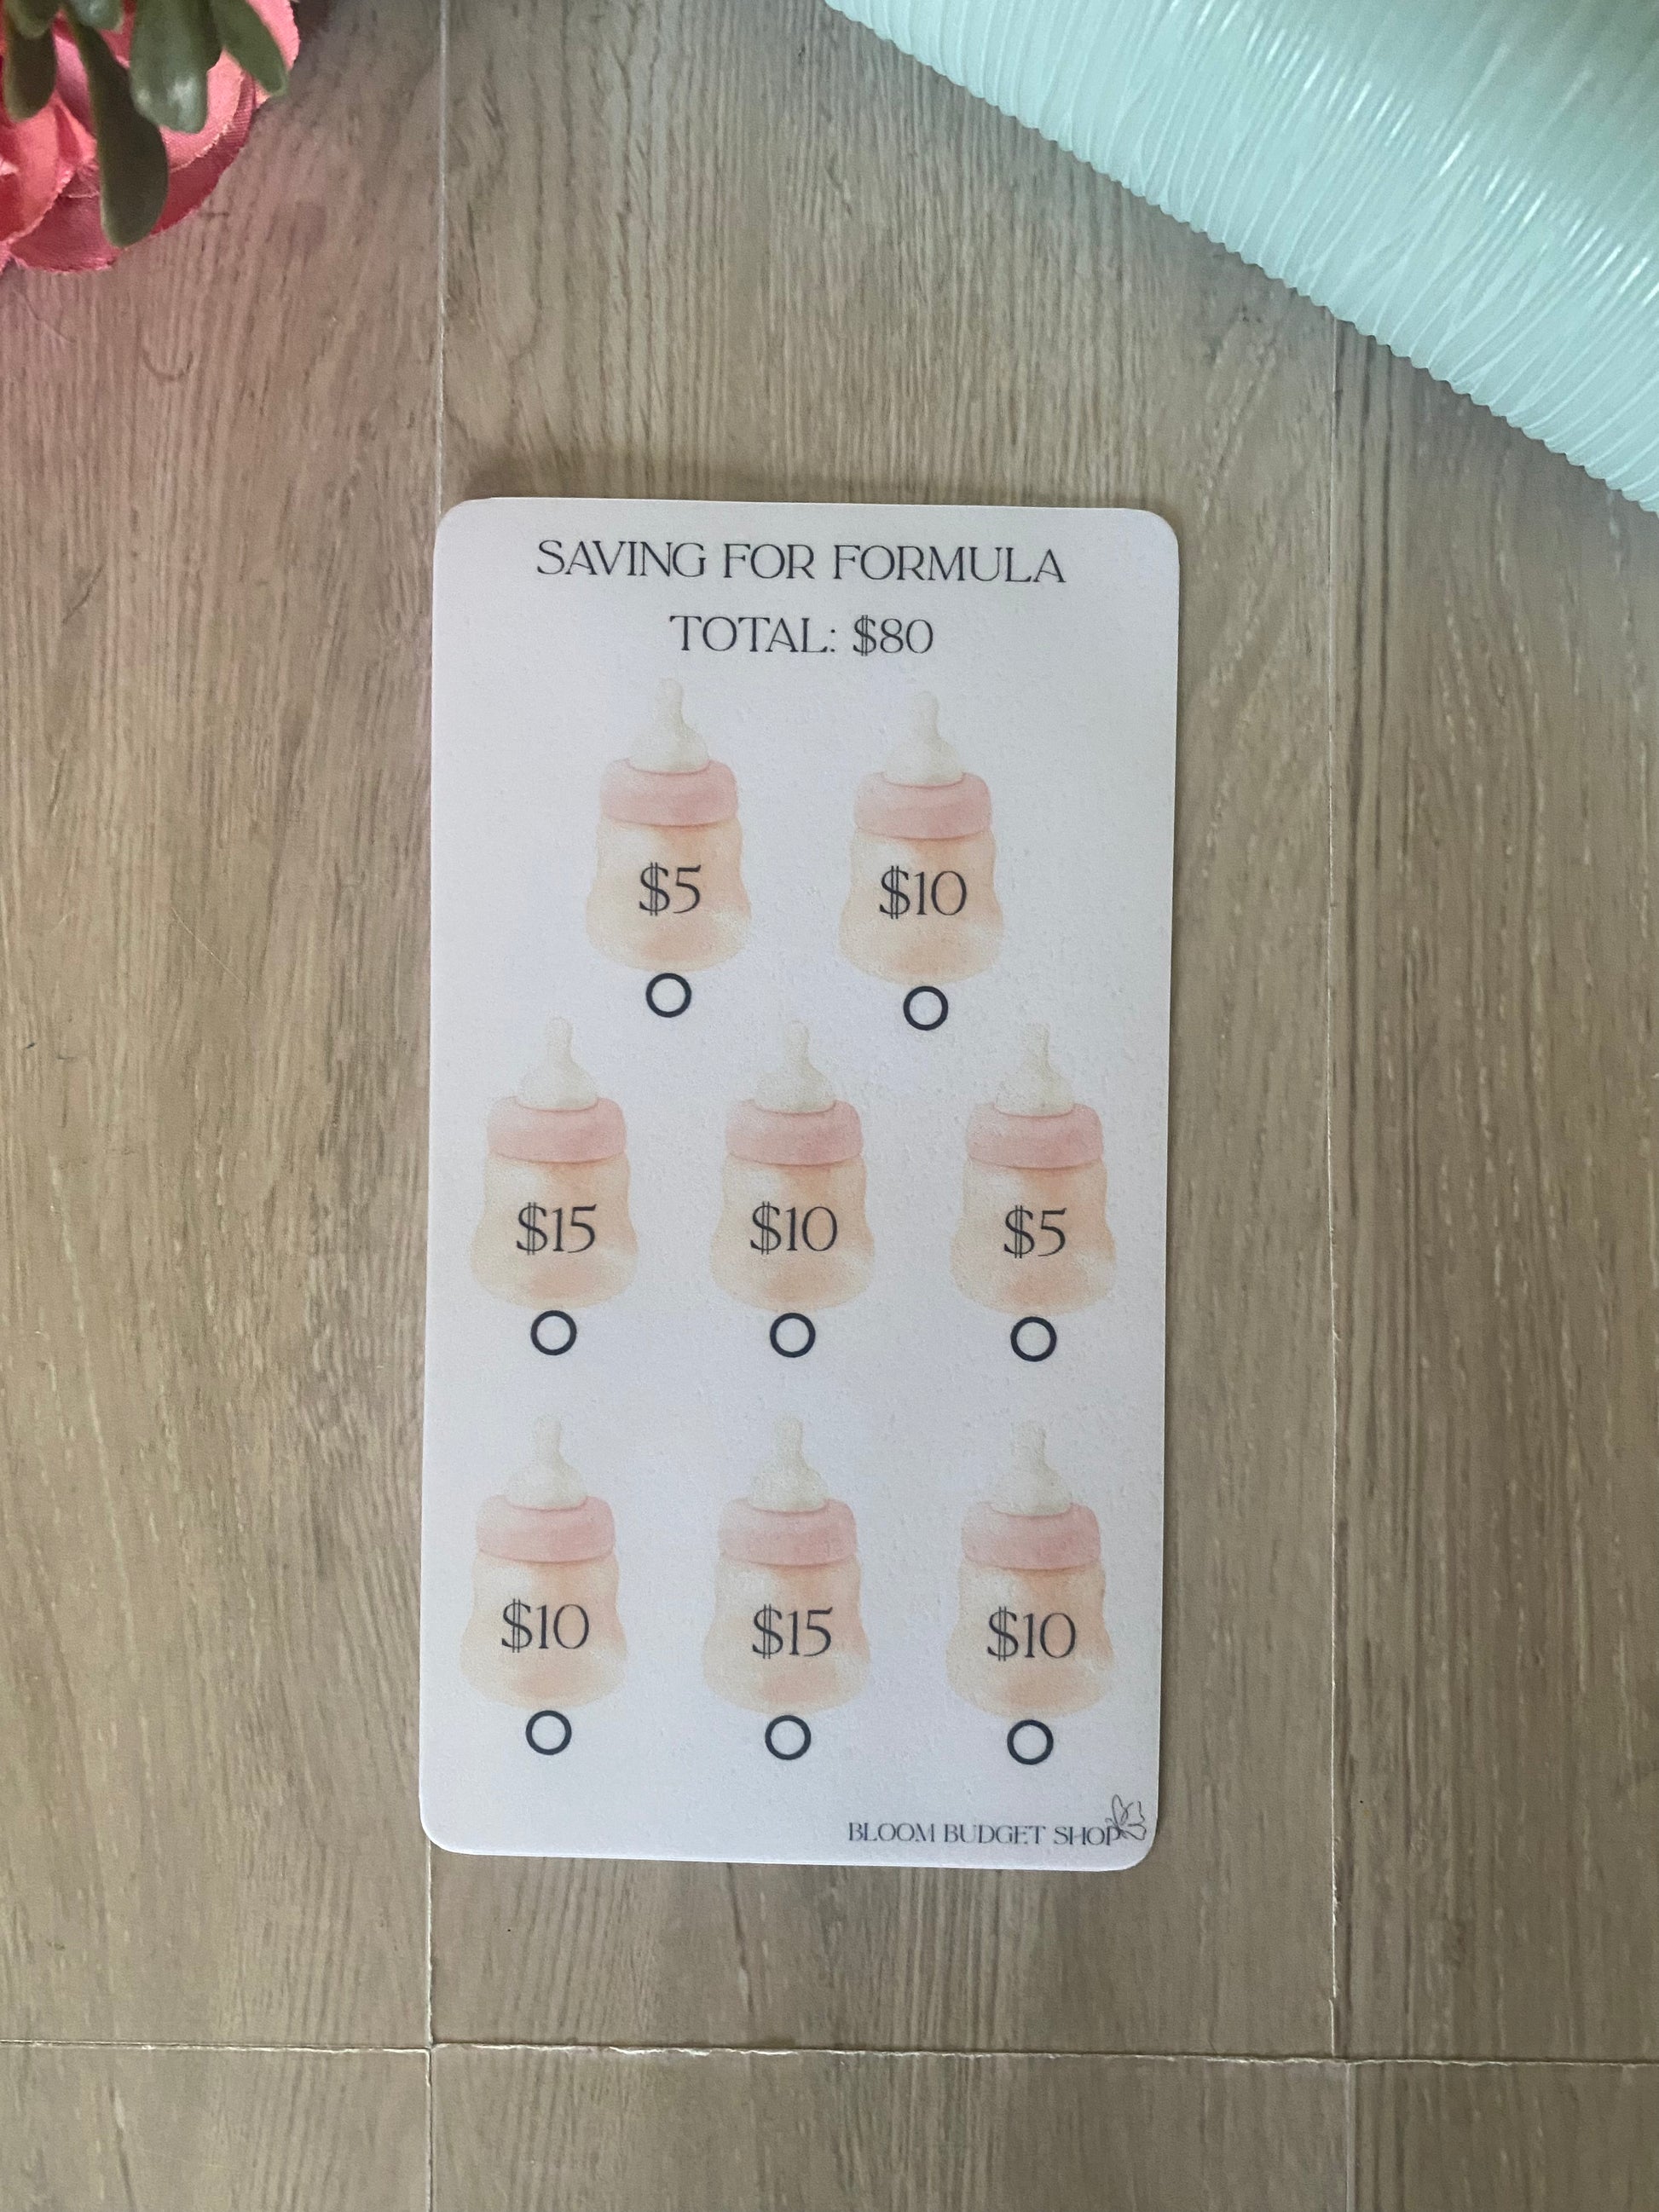 SAVING FOR FORMULA
TOTAL: $80
$5 $10
$15 $10 $5
$10 $15 $10
BLOOM BUDGET SHOP